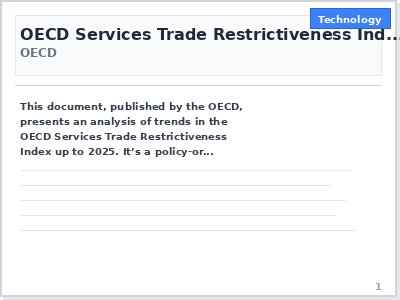 Technology
OECD Services Trade Restrictiveness Ind...
OECD
This document, published by the OECD,
presents an analysis of trends in the
OECD Services Trade Restrictiveness
Index up to 2025. It’s a policy-or...
1